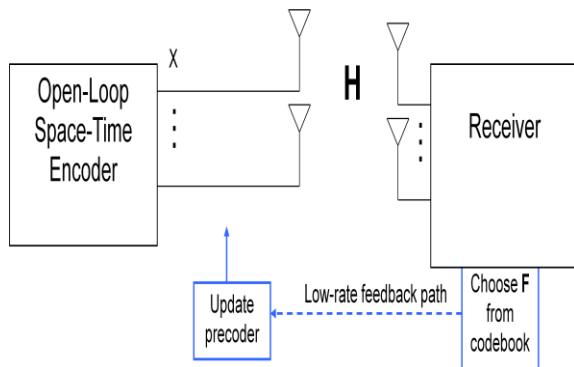 X
Open-Loop
Space-Time
Encoder
H
Receiver
Low-rate feedback path
Update
precoder
Choose F
from
codebook